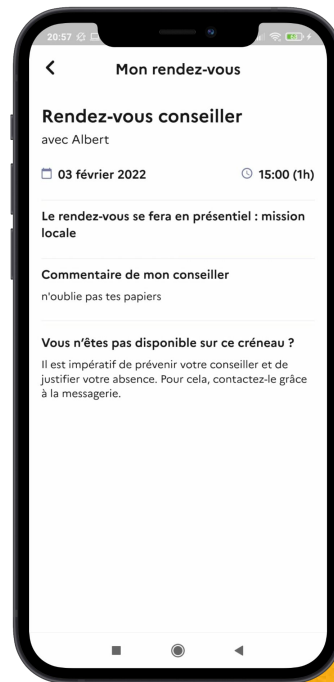 20:57
Mon rendez-vous
Rendez-vous conseiller
avec Albert
03 février 2022
15:00 (1h)
Le rendez-vous se fera en présentiel : mission
locale
Commentaire de mon conseiller
n'oublie pas tes papiers
Vous n'êtes pas disponible sur ce créneau ?
Il est impératif de prévenir votre conseiller et de
justifier votre absence. Pour cela, contactez-le grâce
à la messagerie.